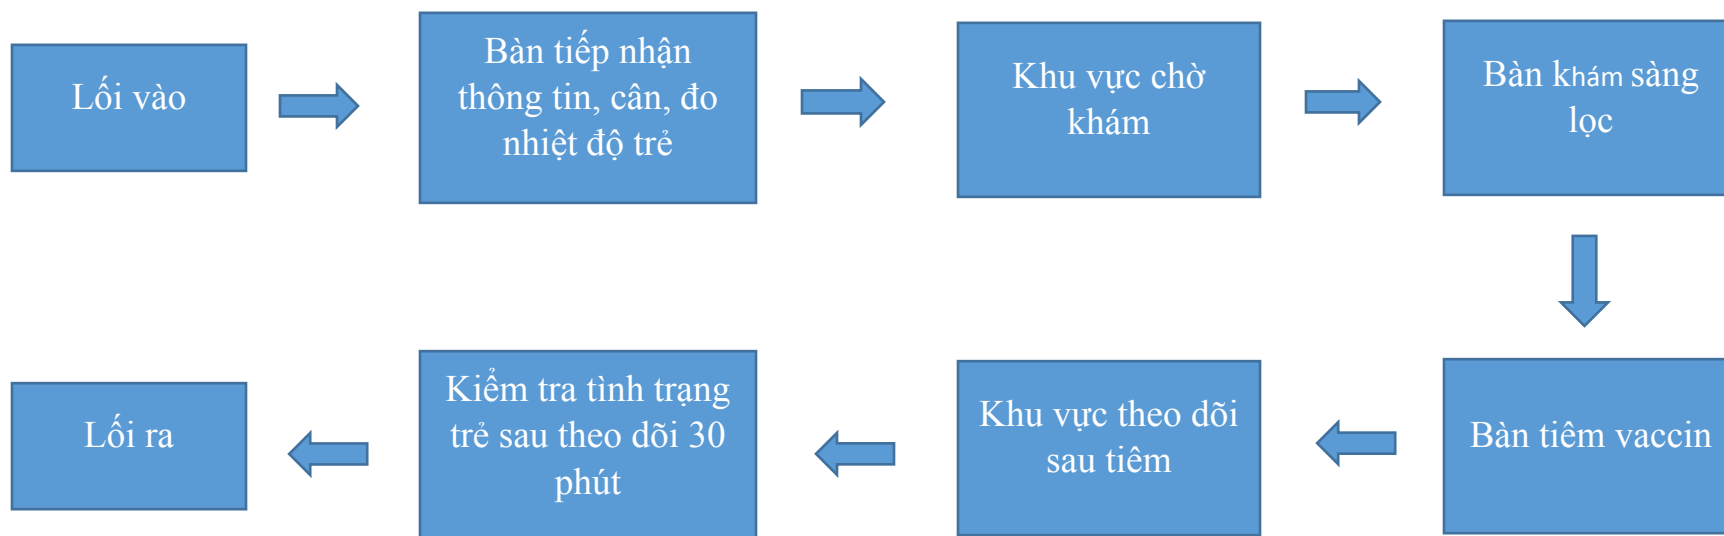 Lối vào
Bàn tiếp nhận
thông tin, cân, đo
nhiệt độ trẻ
Khu vực chờ
khám
Bàn khám sàng
lọc
Bàn tiêm vaccin
Khu vực theo dõi
sau tiêm
Kiểm tra tình trạng
trẻ sau theo dõi 30
phút
Lối ra